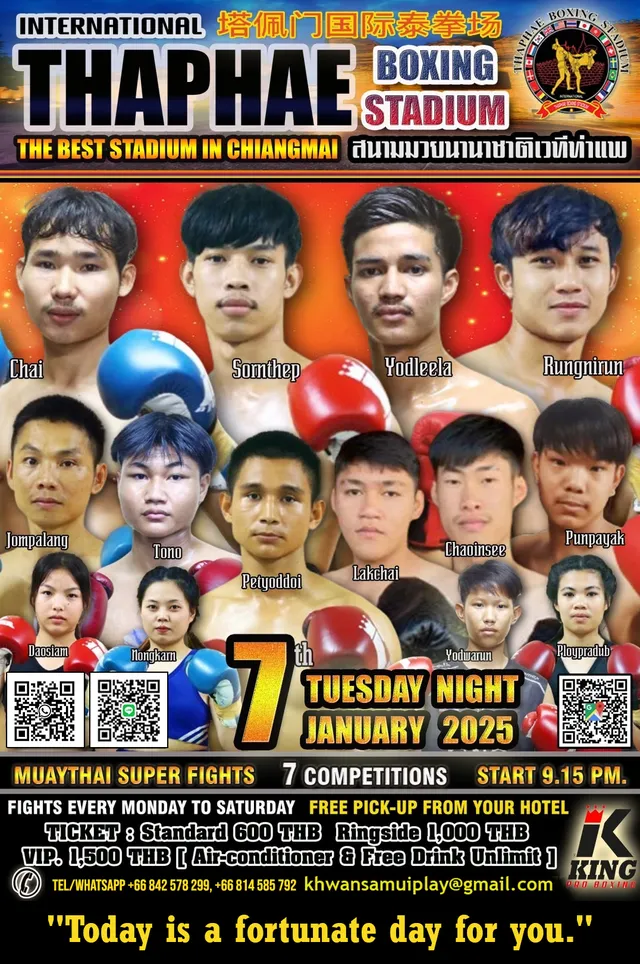 INTERNATIONAL 塔佩门国际泰拳场
THAPHAE BOXING STADIUM
THAPHAE BOXING STADIUM
INTERNATIONAL
THE BEST STADIUM IN CHIANGMAI สนามมวยนานาชาติเวทีท่าแพ
Chai Sornthep Yodleela Rungnirun
Jompalang Tono Petyoddoi Lakchai Chaoinsee Punpayak
Daosiam Nongkarn Yodwarun Ploypradub
7th TUESDAY NIGHT
JANUARY 2025
MUAYTHAI SUPER FIGHTS 7 COMPETITIONS START 9.15 PM.
FIGHTS EVERY MONDAY TO SATURDAY FREE PICK-UP FROM YOUR HOTEL
TICKET : Standard 600 THB Ringside 1,000 THB
VIP. 1,500 THB [ Air-conditioner & Free Drink Unlimit ]
K
KING
PRO BOXING
TEL/WHATSAPP +66 842 578 299, +66 814 585 792 khwansamuiplay@gmail.com
"Today is a fortunate day for you."